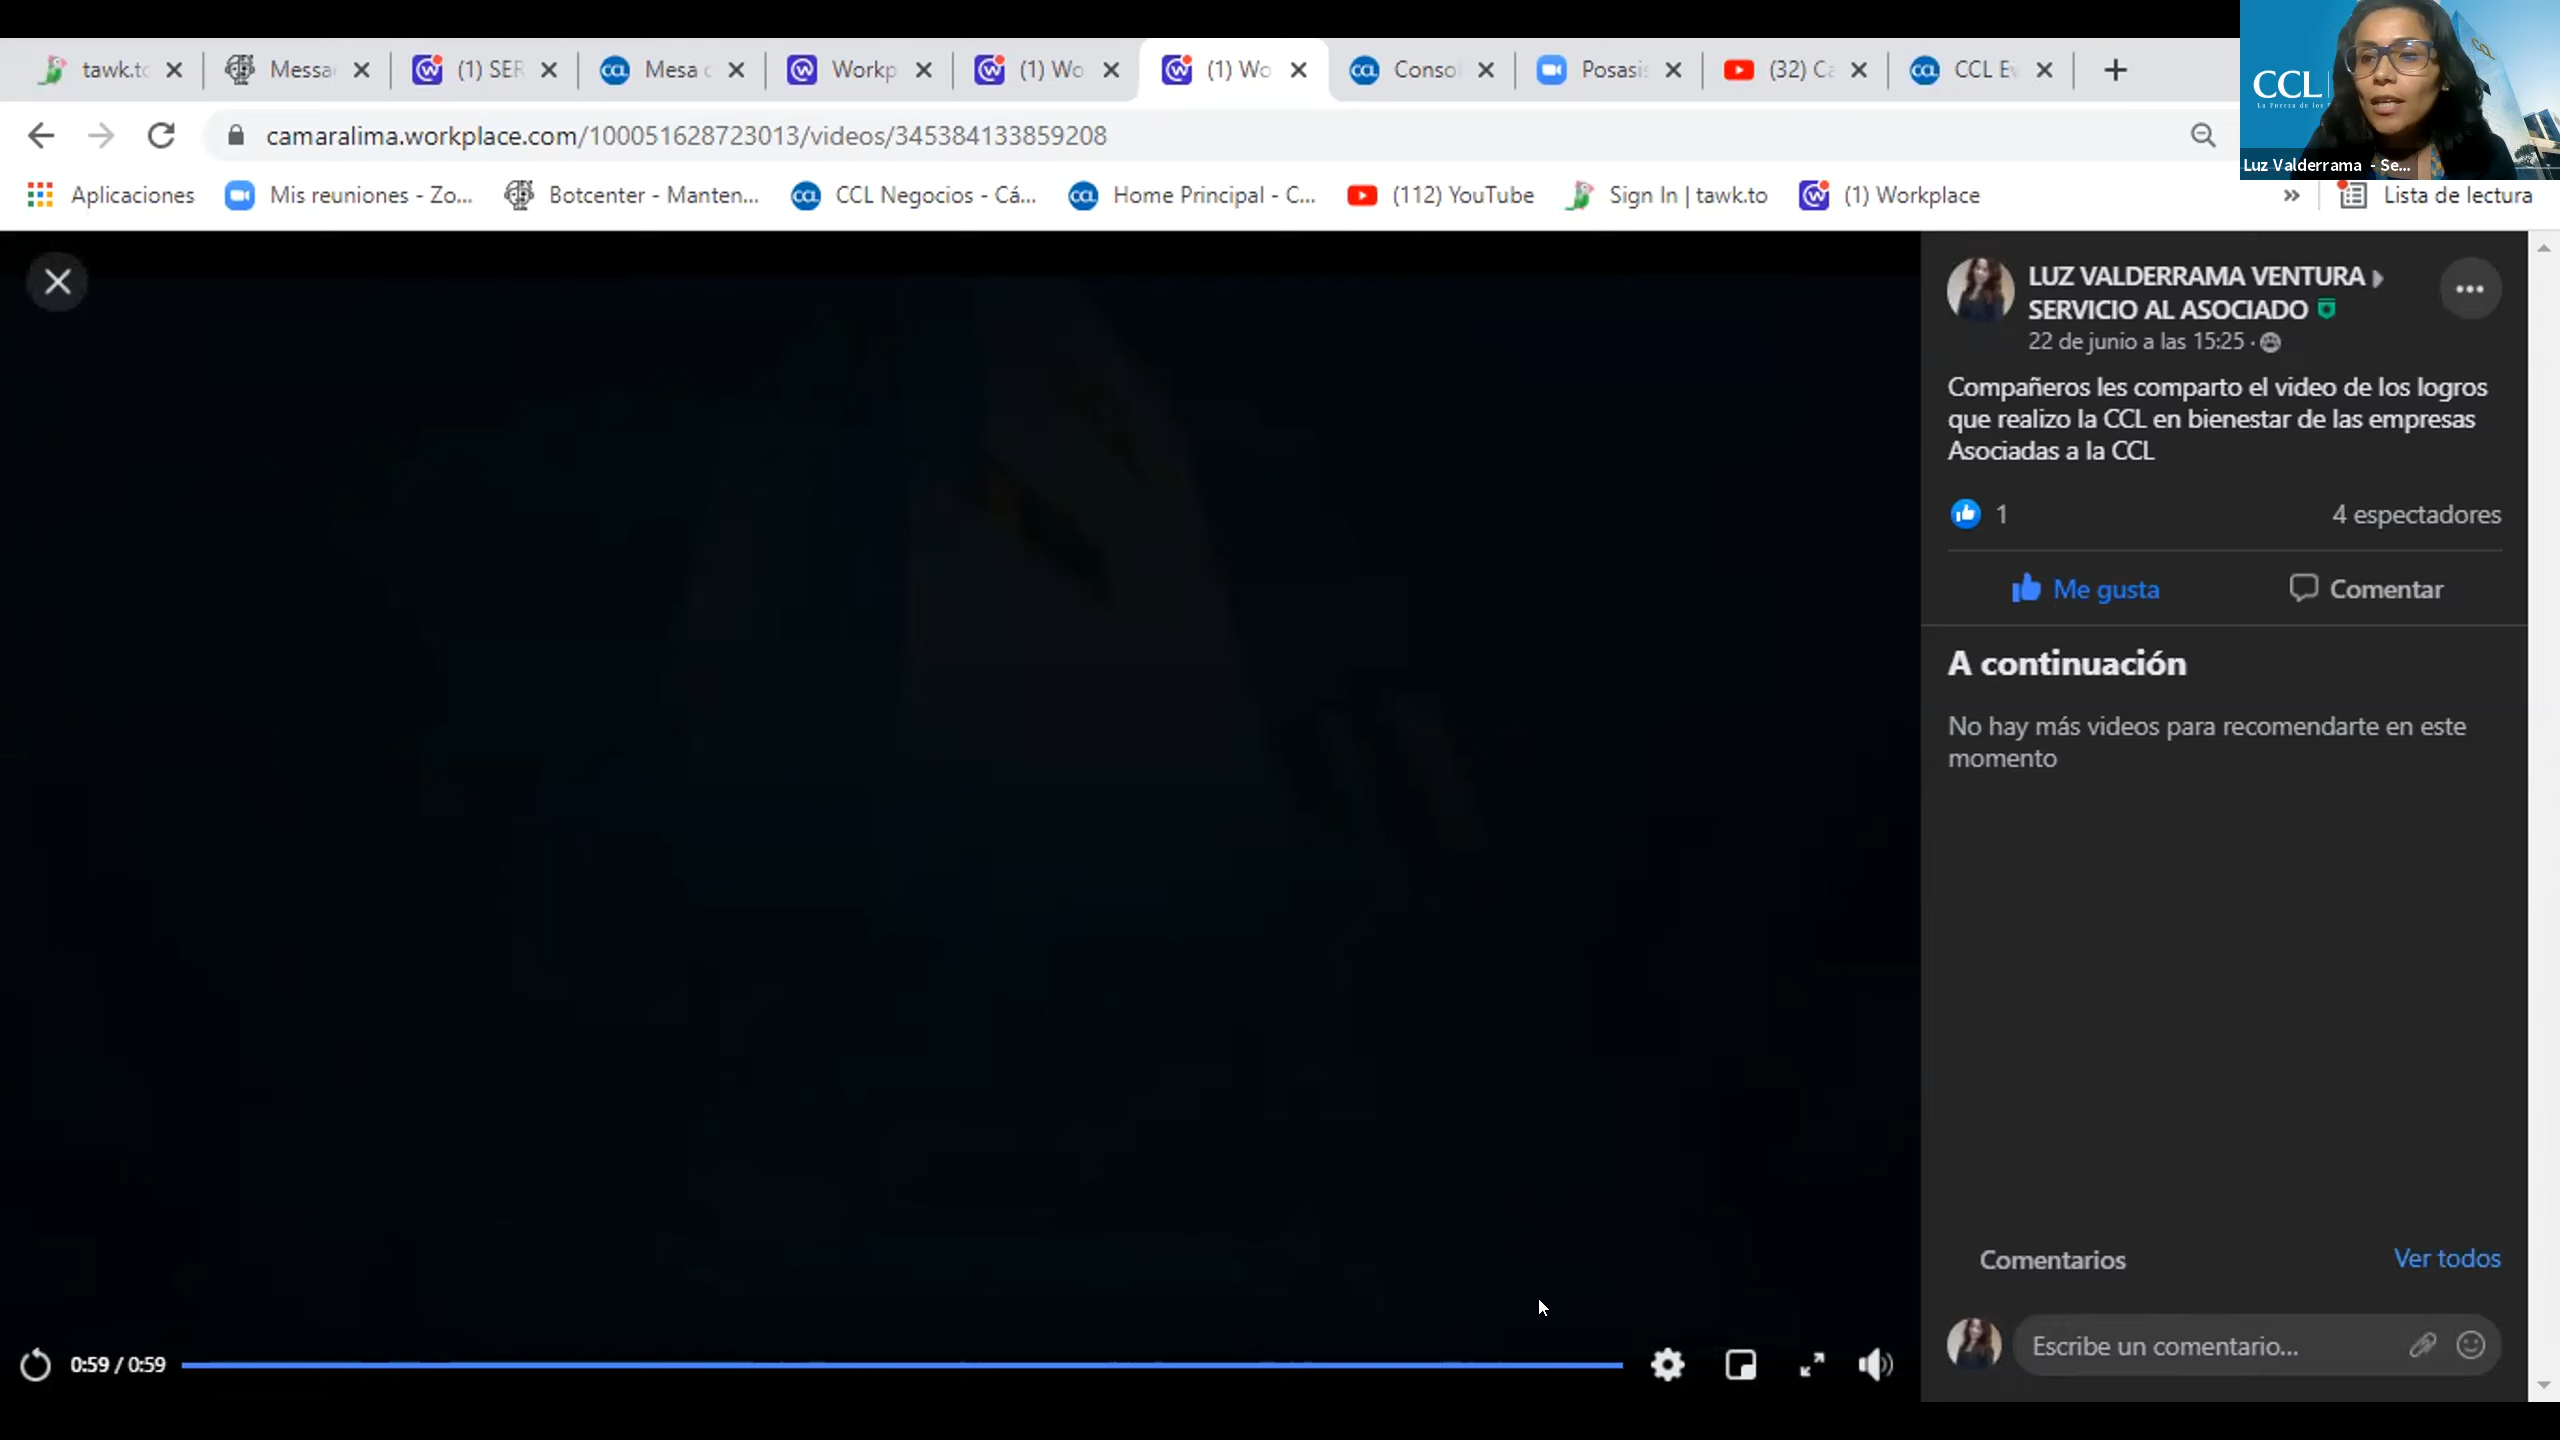 tawk.to
Messa
(1) SER
Mesa c
Workp
(1) Wo
(1) Wo
Conso
Posasis
(32) Ca
CCL Ev
camaralima.workplace.com/100051628723013/videos/345384133859208
CCL
Luz Valderrama - Se...
Aplicaciones
Mis reuniones - Zo...
Botcenter - Manten...
CCL Negocios - Cá...
Home Principal - C...
(112) YouTube
Sign In | tawk.to
(1) Workplace
»
Lista de lectura
LUZ VALDERRAMA VENTURA
SERVICIO AL ASOCIADO
22 de junio a las 15:25 ·
Compañeros les comparto el video de los logros
que realizo la CCL en bienestar de las empresas
Asociadas a la CCL
1
4 espectadores
Me gusta
Comentar
A continuación
No hay más videos para recomendarte en este
momento
Comentarios
Ver todos
Escribe un comentario...
0:59 / 0:59